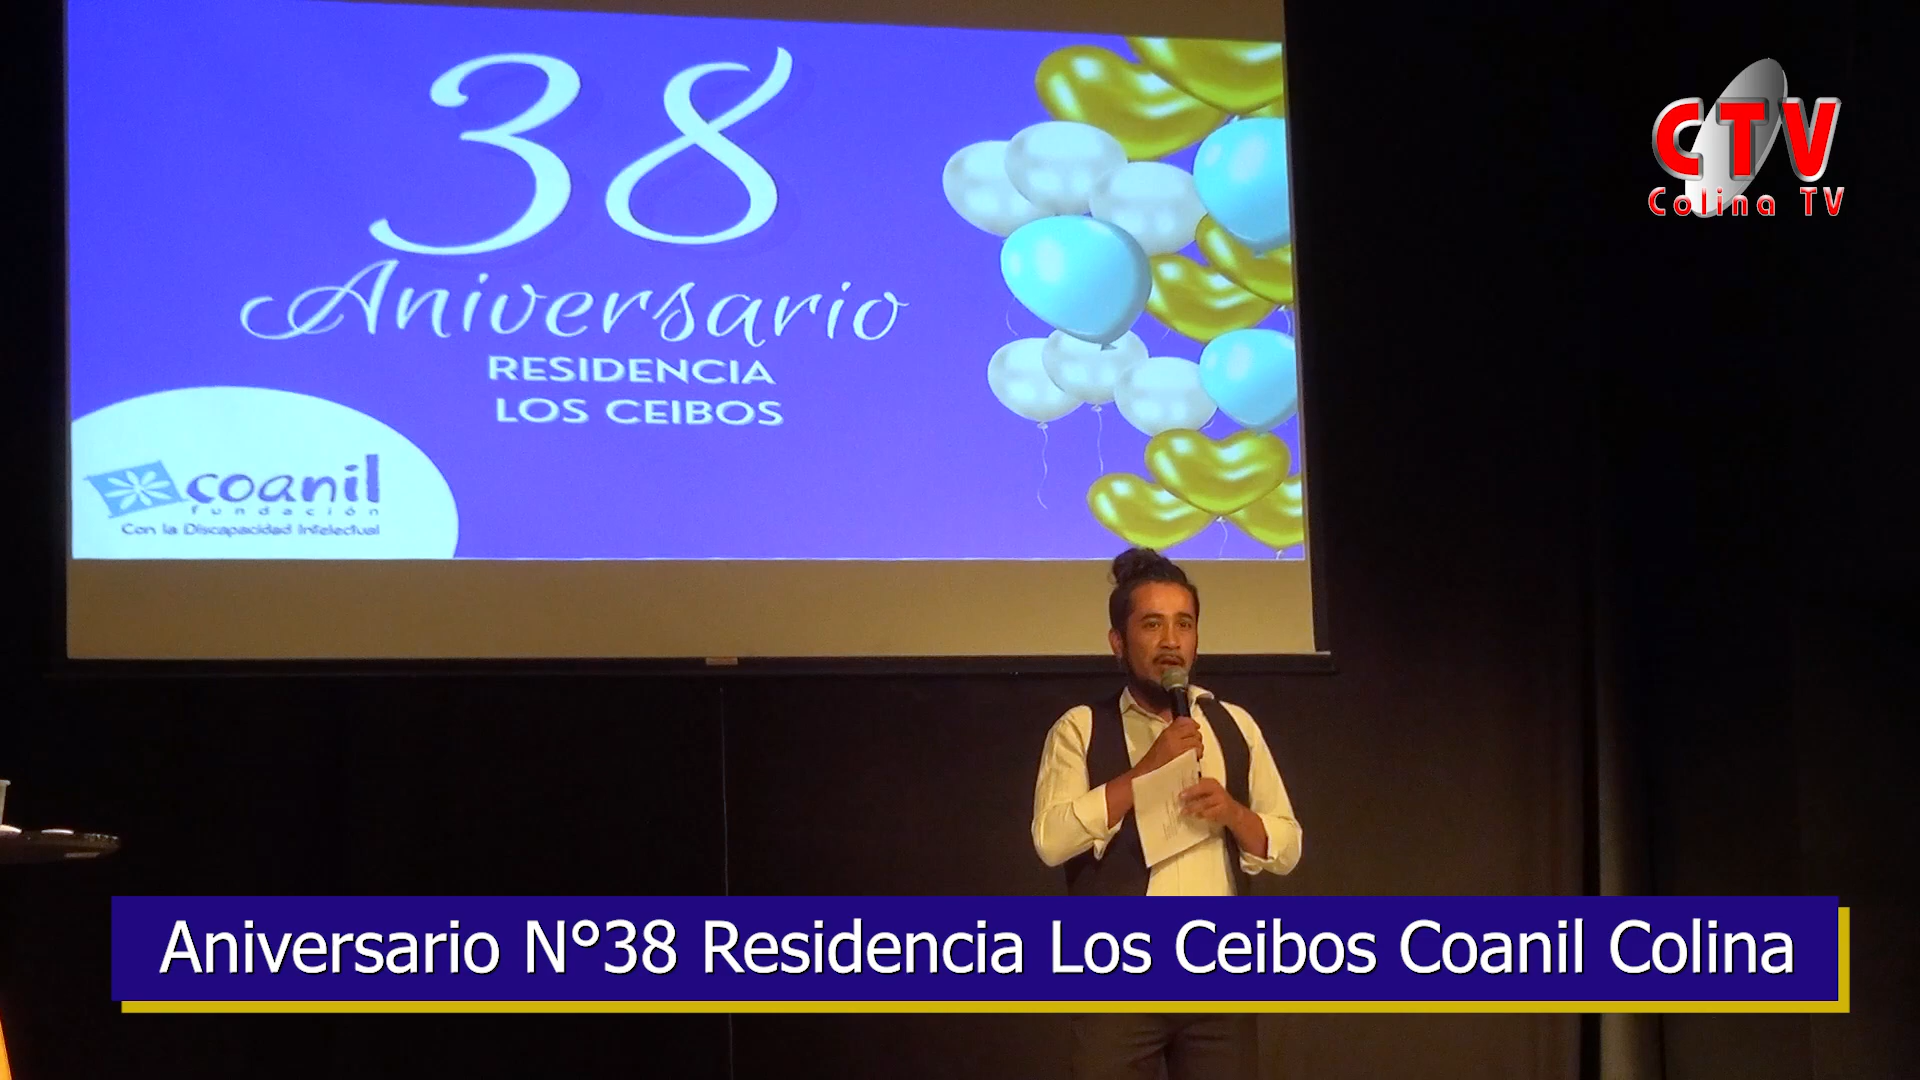 38
Aniversario
RESIDENCIA
LOS CEIBOS
coanil
fundación
Con la Discapacidad Intelectual
CTV
Colina TV
Aniversario N°38 Residencia Los Ceibos Coanil Colina